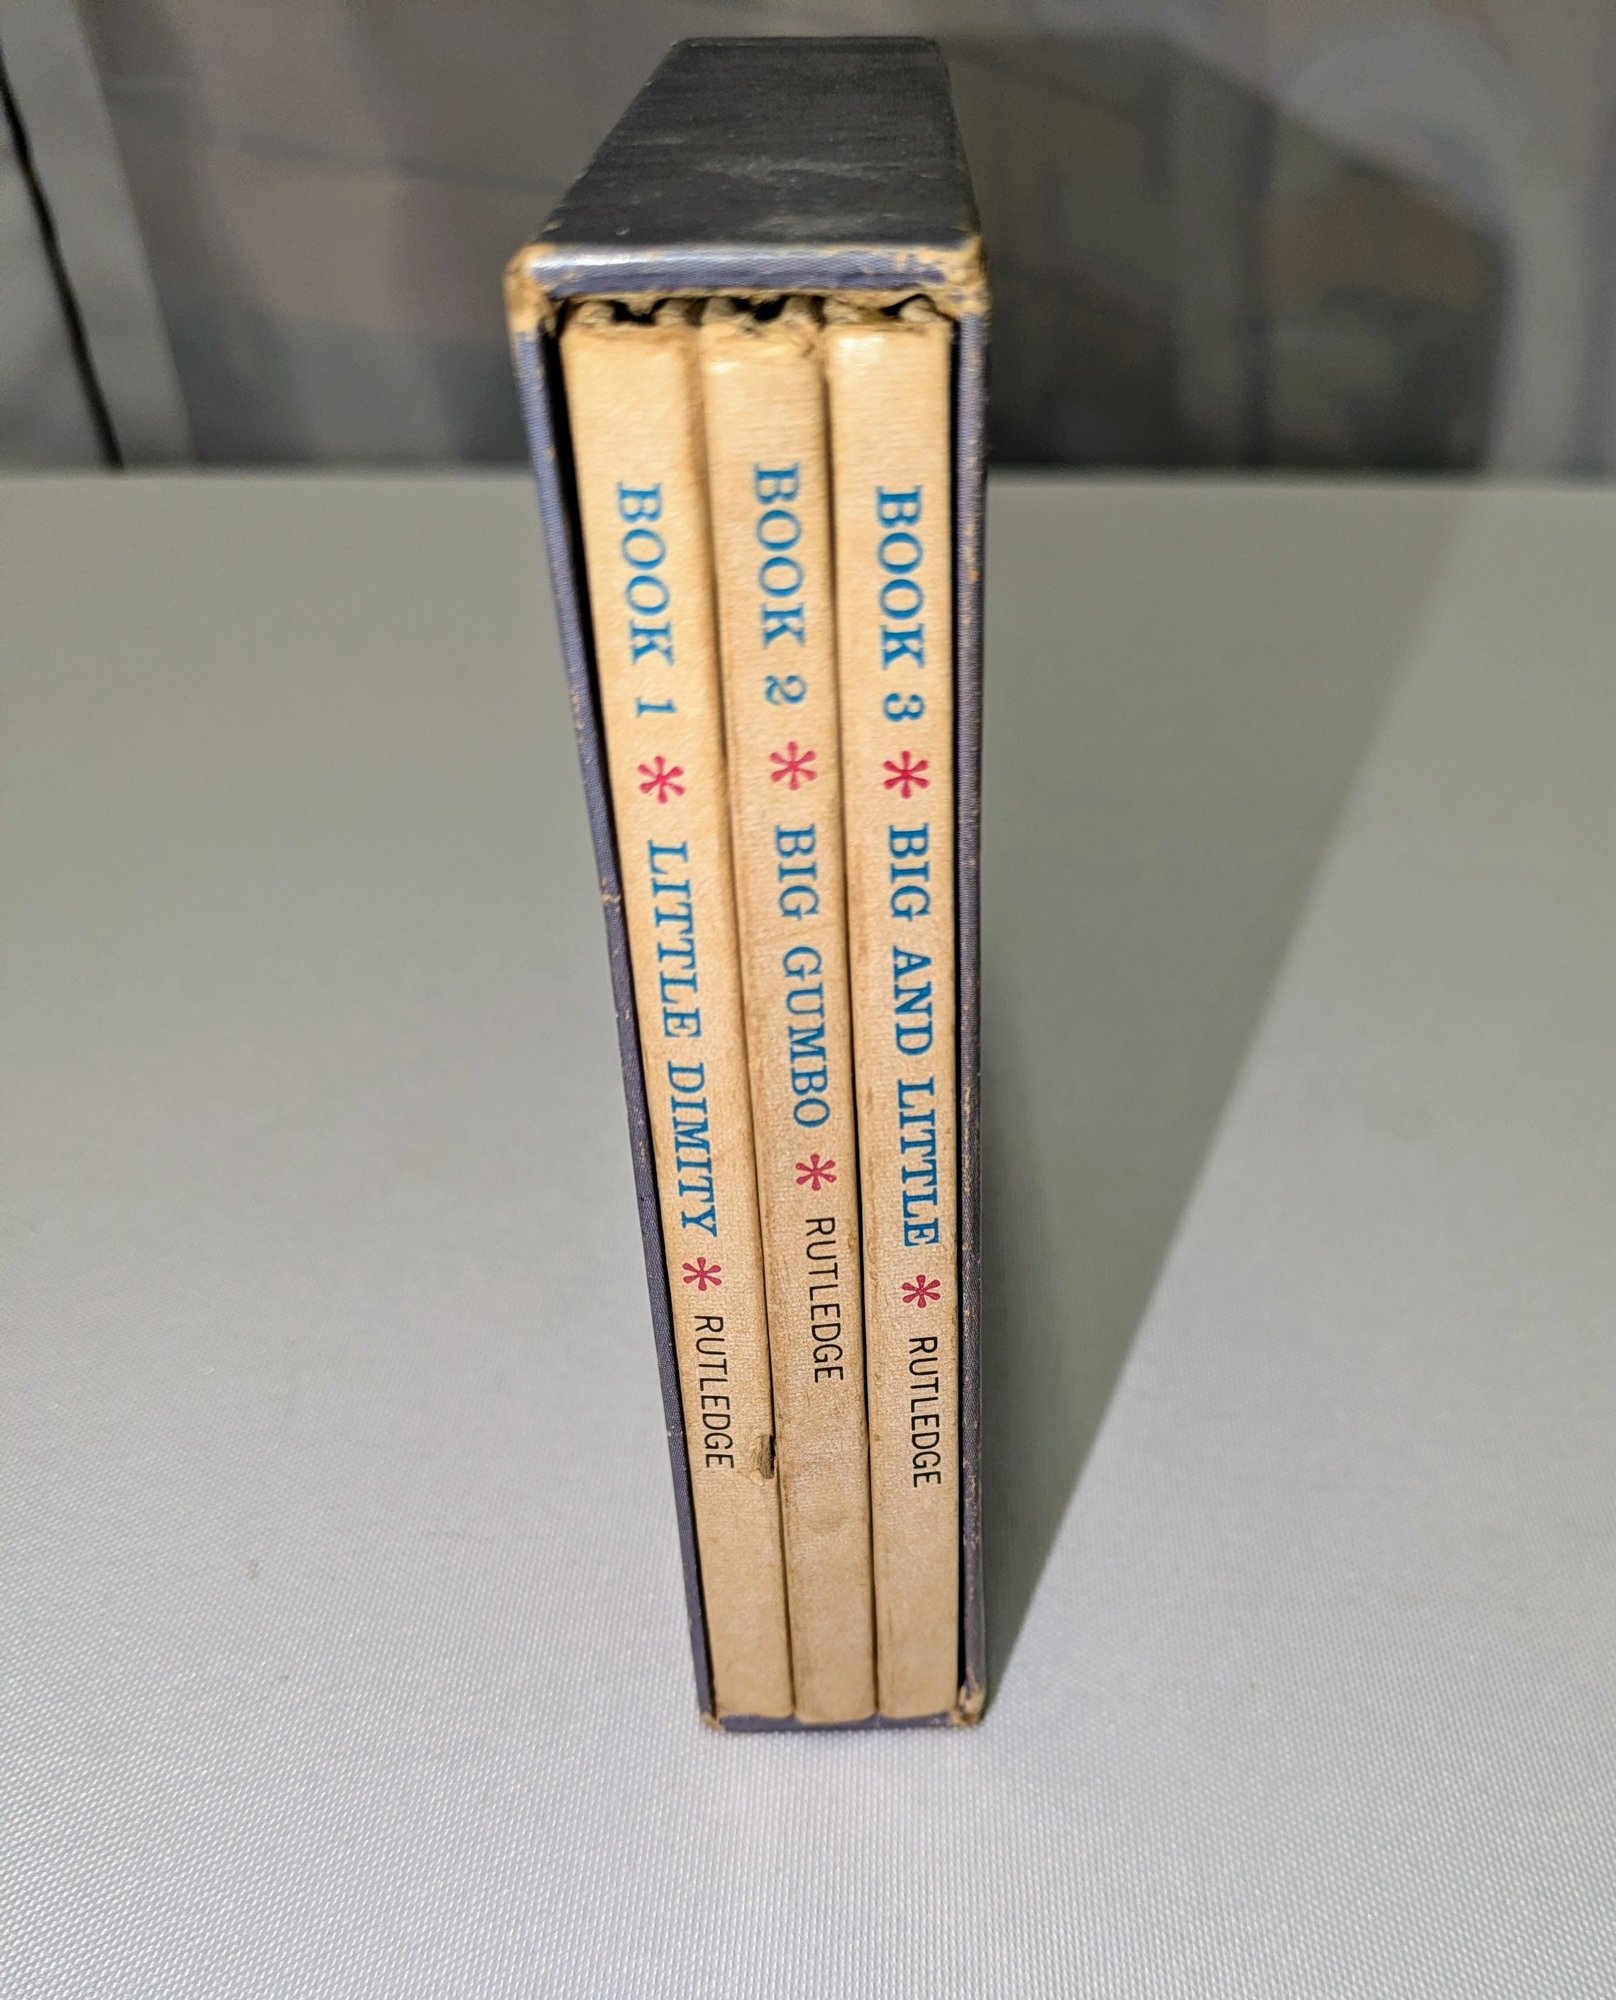 BOOK 1 * LITTLE DIMITY * RUTLEDGE
BOOK 2 * BIG GUMBO * RUTLEDGE
BOOK 3 * BIG AND LITTLE * RUTLEDGE